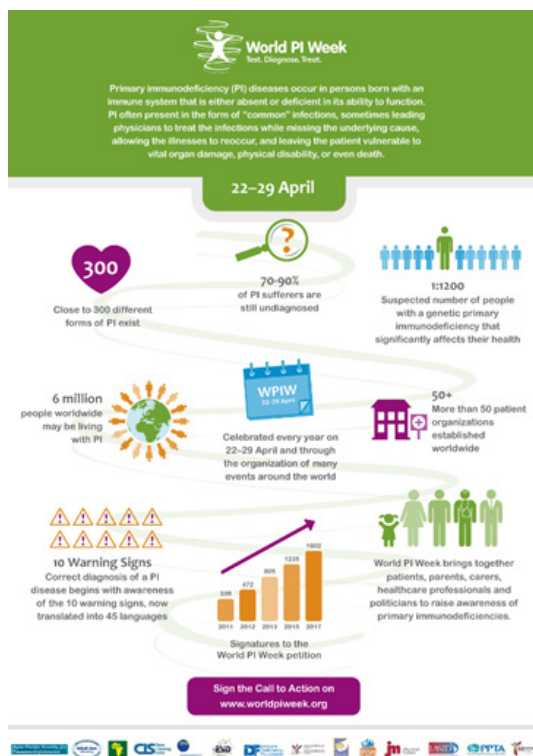 World PI Week
Test. Diagnose. Treat.
Primary immunodeficiency (PI) diseases occur in persons born with an
immune system that is either absent or deficient in its ability to function.
PI often present in the form of "common" infections, sometimes leading
physicians to treat the infections while missing the underlying cause,
allowing the illnesses to reoccur, and leaving the patient vulnerable to
vital organ damage, physical disability, or even death.
22–29 April
300
Close to 300 different
forms of PI exist
?
70-90%
of PI sufferers are
still undiagnosed
1:1200
Suspected number of people
with a genetic primary
immunodeficiency that
significantly affects their health
6 million
people worldwide
may be living
with PI
WPIW
22-29 April
Celebrated every year on
22–29 April and through
the organization of many
events around the world
50+
More than 50 patient
organizations
established
worldwide
10 Warning Signs
Correct diagnosis of a PI
disease begins with awareness
of the 10 warning signs, now
translated into 45 languages
472
1235
1602
2011 2012 2013 2015 2017
Signatures to the
World PI Week petition
World PI Week brings together
patients, parents, carers,
healthcare professionals and
politicians to raise awareness of
primary immunodeficiencies.
Sign the Call to Action on
www.worldpiweek.org
CIS
ESID
jm
PPTA